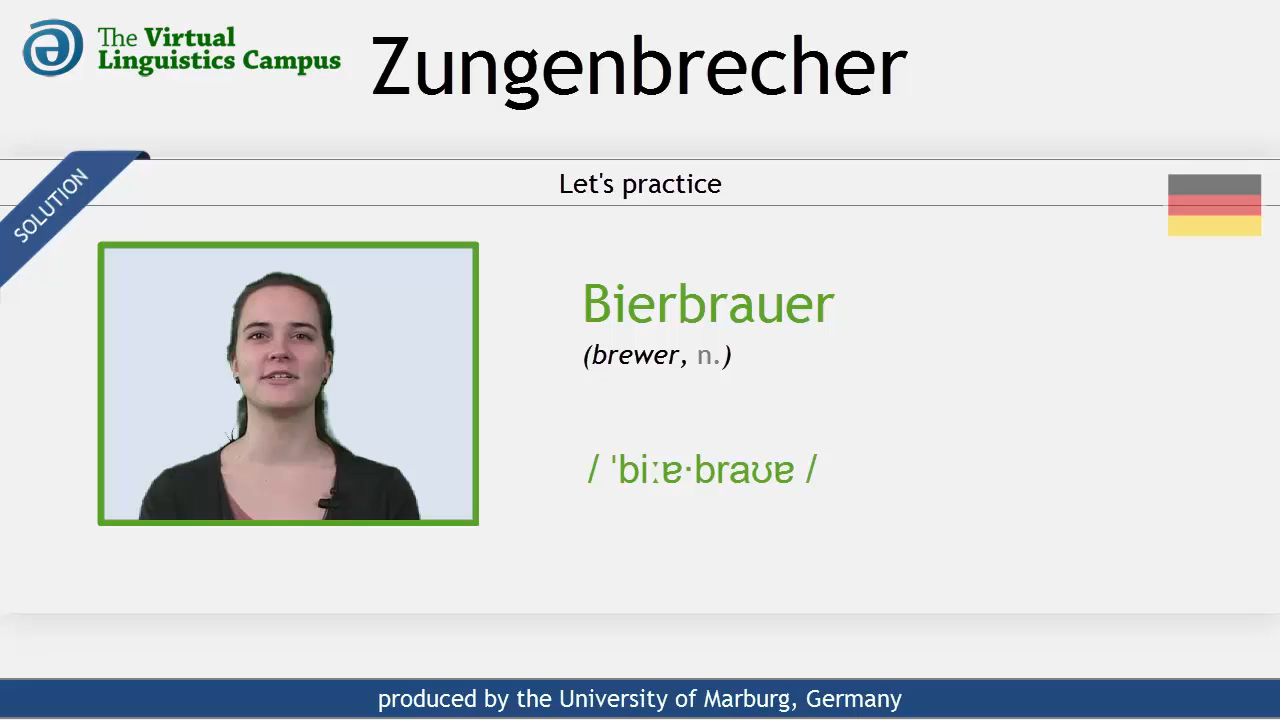 The Virtual
Linguistics Campus
Zungenbrecher
SOLUTION
Let's practice
Bierbrauer
(brewer, n.)
/ ˈbiːɐ·braʊɐ /
produced by the University of Marburg, Germany